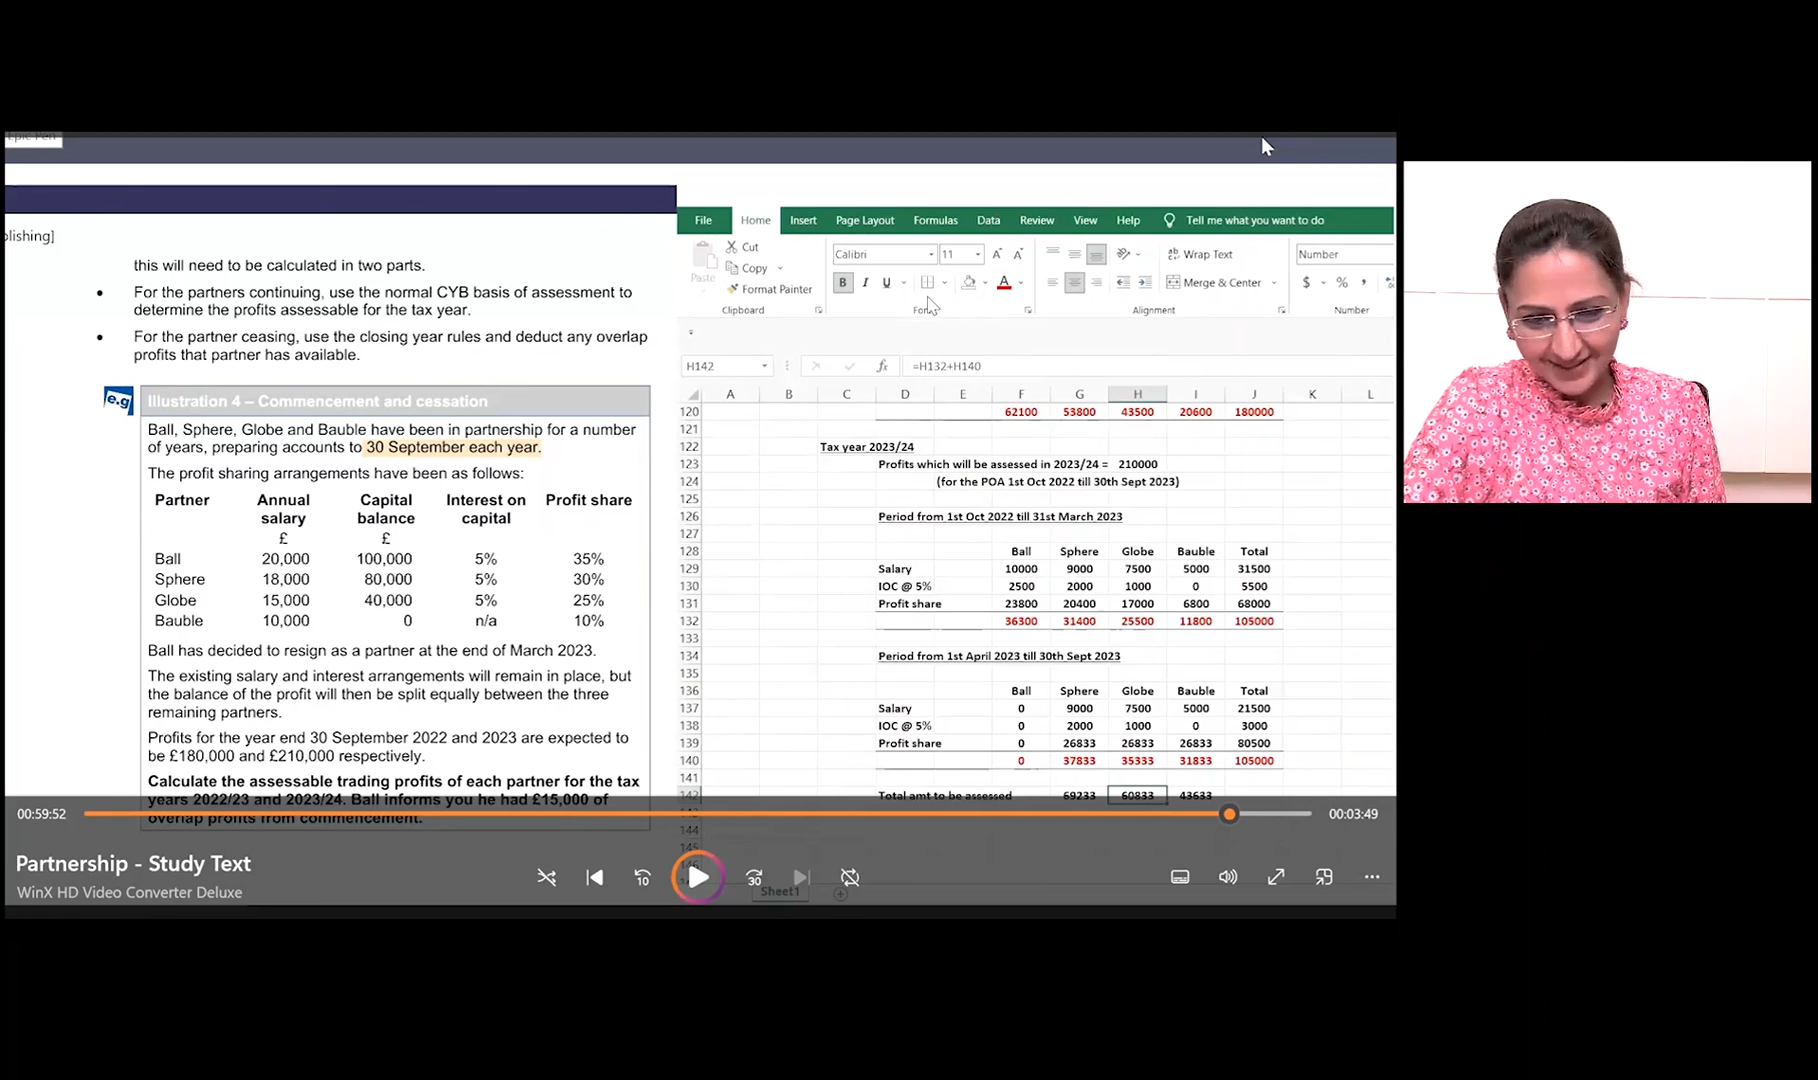 Epic Pen
olishing]
this will need to be calculated in two parts.
• For the partners continuing, use the normal CYB basis of assessment to
determine the profits assessable for the tax year.
• For the partner ceasing, use the closing year rules and deduct any overlap
profits that partner has available.
e.g Illustration 4 – Commencement and cessation
Ball, Sphere, Globe and Bauble have been in partnership for a number
of years, preparing accounts to 30 September each year.
The profit sharing arrangements have been as follows:
Partner Annual Capital Interest on Profit share
salary balance capital
£ £
Ball 20,000 100,000 5% 35%
Sphere 18,000 80,000 5% 30%
Globe 15,000 40,000 5% 25%
Bauble 10,000 0 n/a 10%
Ball has decided to resign as a partner at the end of March 2023.
The existing salary and interest arrangements will remain in place, but
the balance of the profit will then be split equally between the three
remaining partners.
Profits for the year end 30 September 2022 and 2023 are expected to
be £180,000 and £210,000 respectively.
Calculate the assessable trading profits of each partner for the tax
years 2022/23 and 2023/24. Ball informs you he had £15,000 of
overlap profits from commencement.
File Home Insert Page Layout Formulas Data Review View Help Tell me what you want to do
Paste Cut Calibri 11 A A ab Wrap Text Number
Copy B I U A Merge & Center $ % ,
Format Painter
Clipboard Font Alignment Number
H142 fx =H132+H140
A B C D E F G H I J K L
120 62100 53800 43500 20600 180000
121
122 Tax year 2023/24
123 Profits which will be assessed in 2023/24 = 210000
124 (for the POA 1st Oct 2022 till 30th Sept 2023)
125
126 Period from 1st Oct 2022 till 31st March 2023
127
128 Ball Sphere Globe Bauble Total
129 Salary 10000 9000 7500 5000 31500
130 IOC @ 5% 2500 2000 1000 0 5500
131 Profit share 23800 20400 17000 6800 68000
132 36300 31400 25500 11800 105000
133
134 Period from 1st April 2023 till 30th Sept 2023
135
136 Ball Sphere Globe Bauble Total
137 Salary 0 9000 7500 5000 21500
138 IOC @ 5% 0 2000 1000 0 3000
139 Profit share 0 26833 26833 26833 80500
140 0 37833 35333 31833 105000
141
142 Total amt to be assessed 69233 60833 43633
144
Sheet1
00:59:52 00:03:49
Partnership - Study Text
WinX HD Video Converter Deluxe
10 30